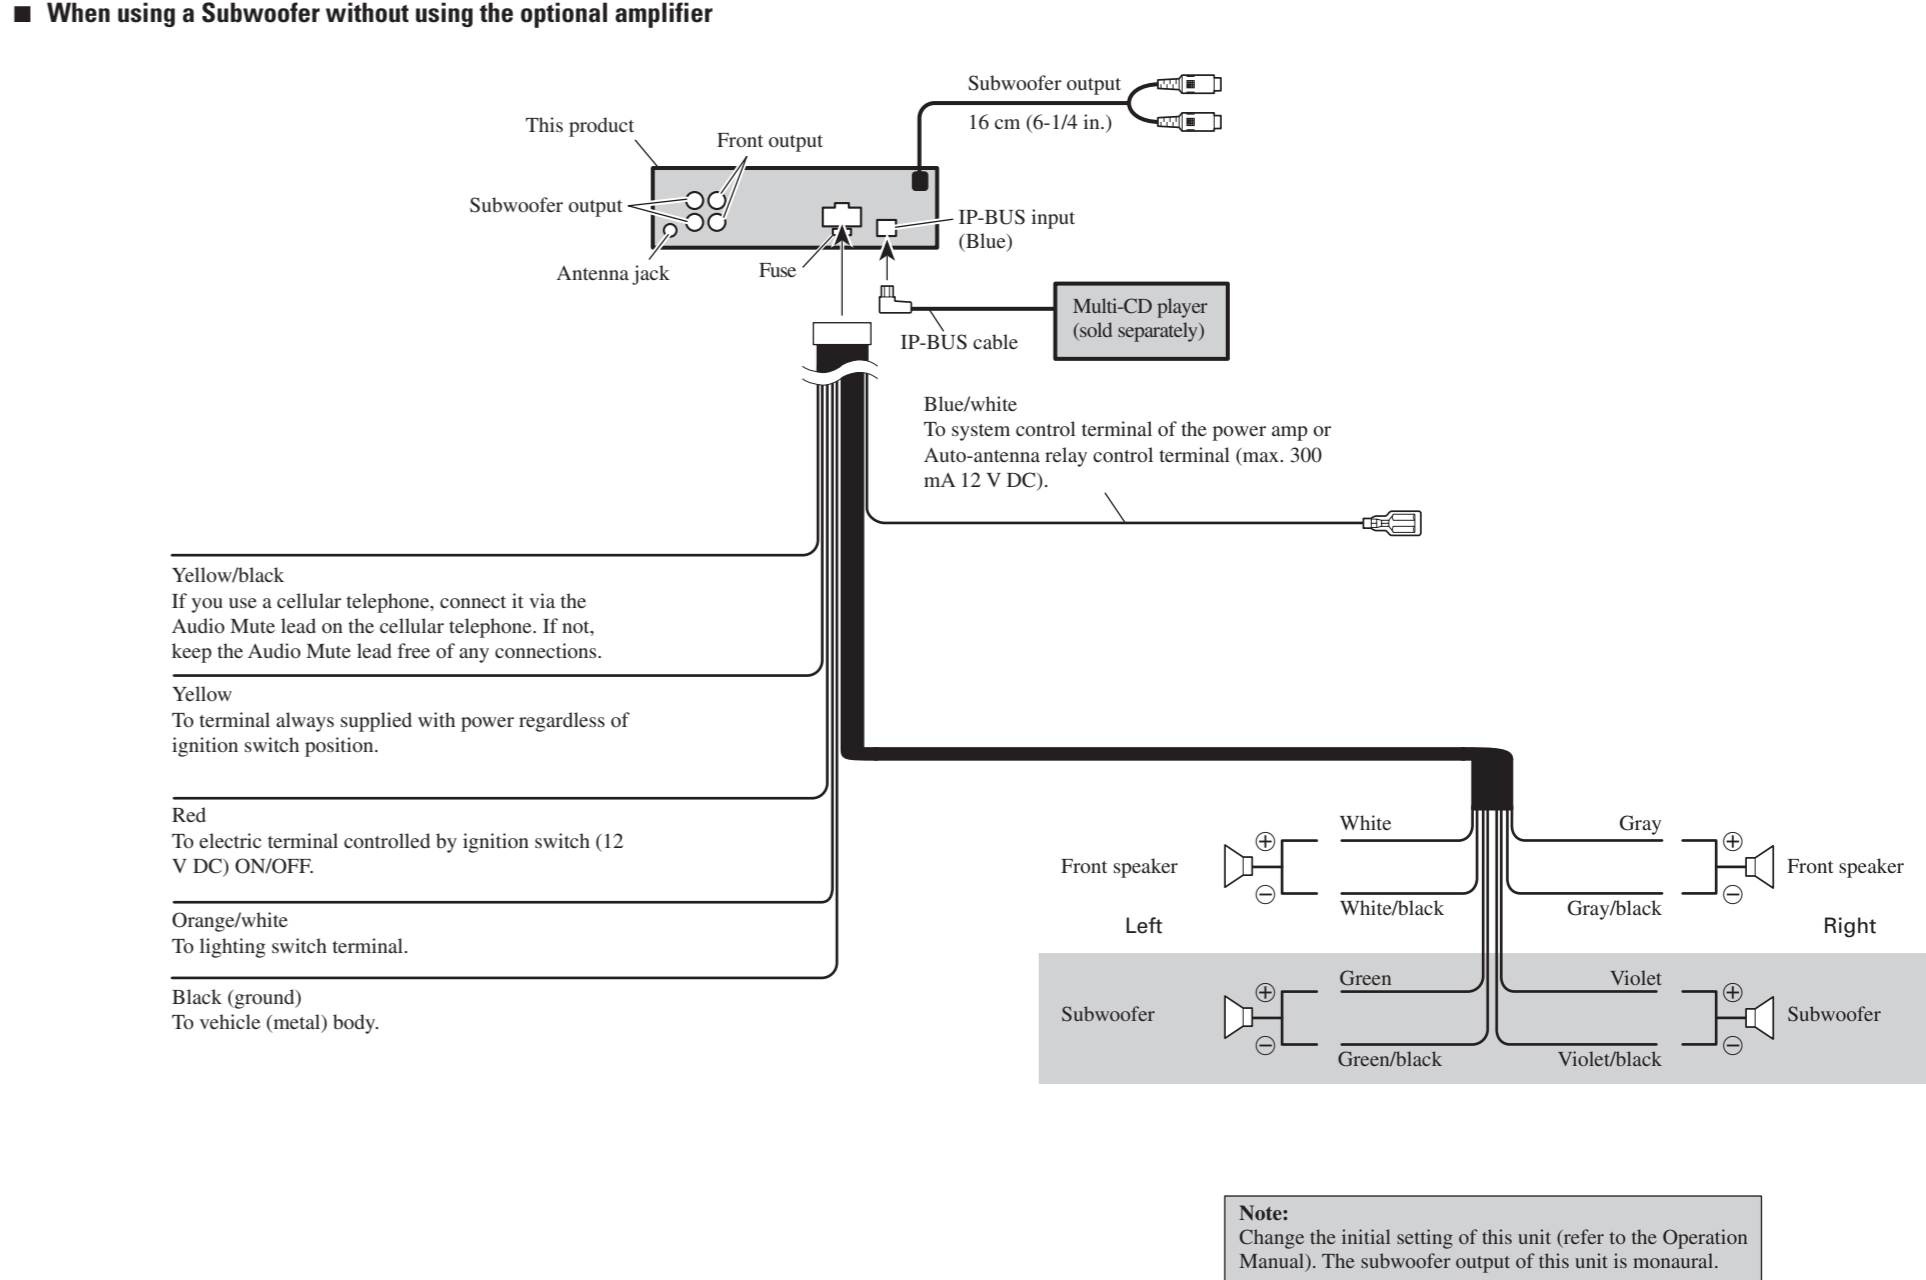 ■ When using a Subwoofer without using the optional amplifier
Subwoofer output
16 cm (6-1/4 in.)
This product
Front output
Subwoofer output
IP-BUS input
(Blue)
Antenna jack
Fuse
Multi-CD player
(sold separately)
IP-BUS cable
Blue/white
To system control terminal of the power amp or
Auto-antenna relay control terminal (max. 300
mA 12 V DC).
Yellow/black
If you use a cellular telephone, connect it via the
Audio Mute lead on the cellular telephone. If not,
keep the Audio Mute lead free of any connections.
Yellow
To terminal always supplied with power regardless of
ignition switch position.
Red
To electric terminal controlled by ignition switch (12
V DC) ON/OFF.
Orange/white
To lighting switch terminal.
Black (ground)
To vehicle (metal) body.
White
Gray
⊕
⊕
Front speaker
Front speaker
⊖
⊖
White/black
Gray/black
Left
Right
Green
Violet
⊕
⊕
Subwoofer
Subwoofer
⊖
⊖
Green/black
Violet/black
Note:
Change the initial setting of this unit (refer to the Operation
Manual). The subwoofer output of this unit is monaural.